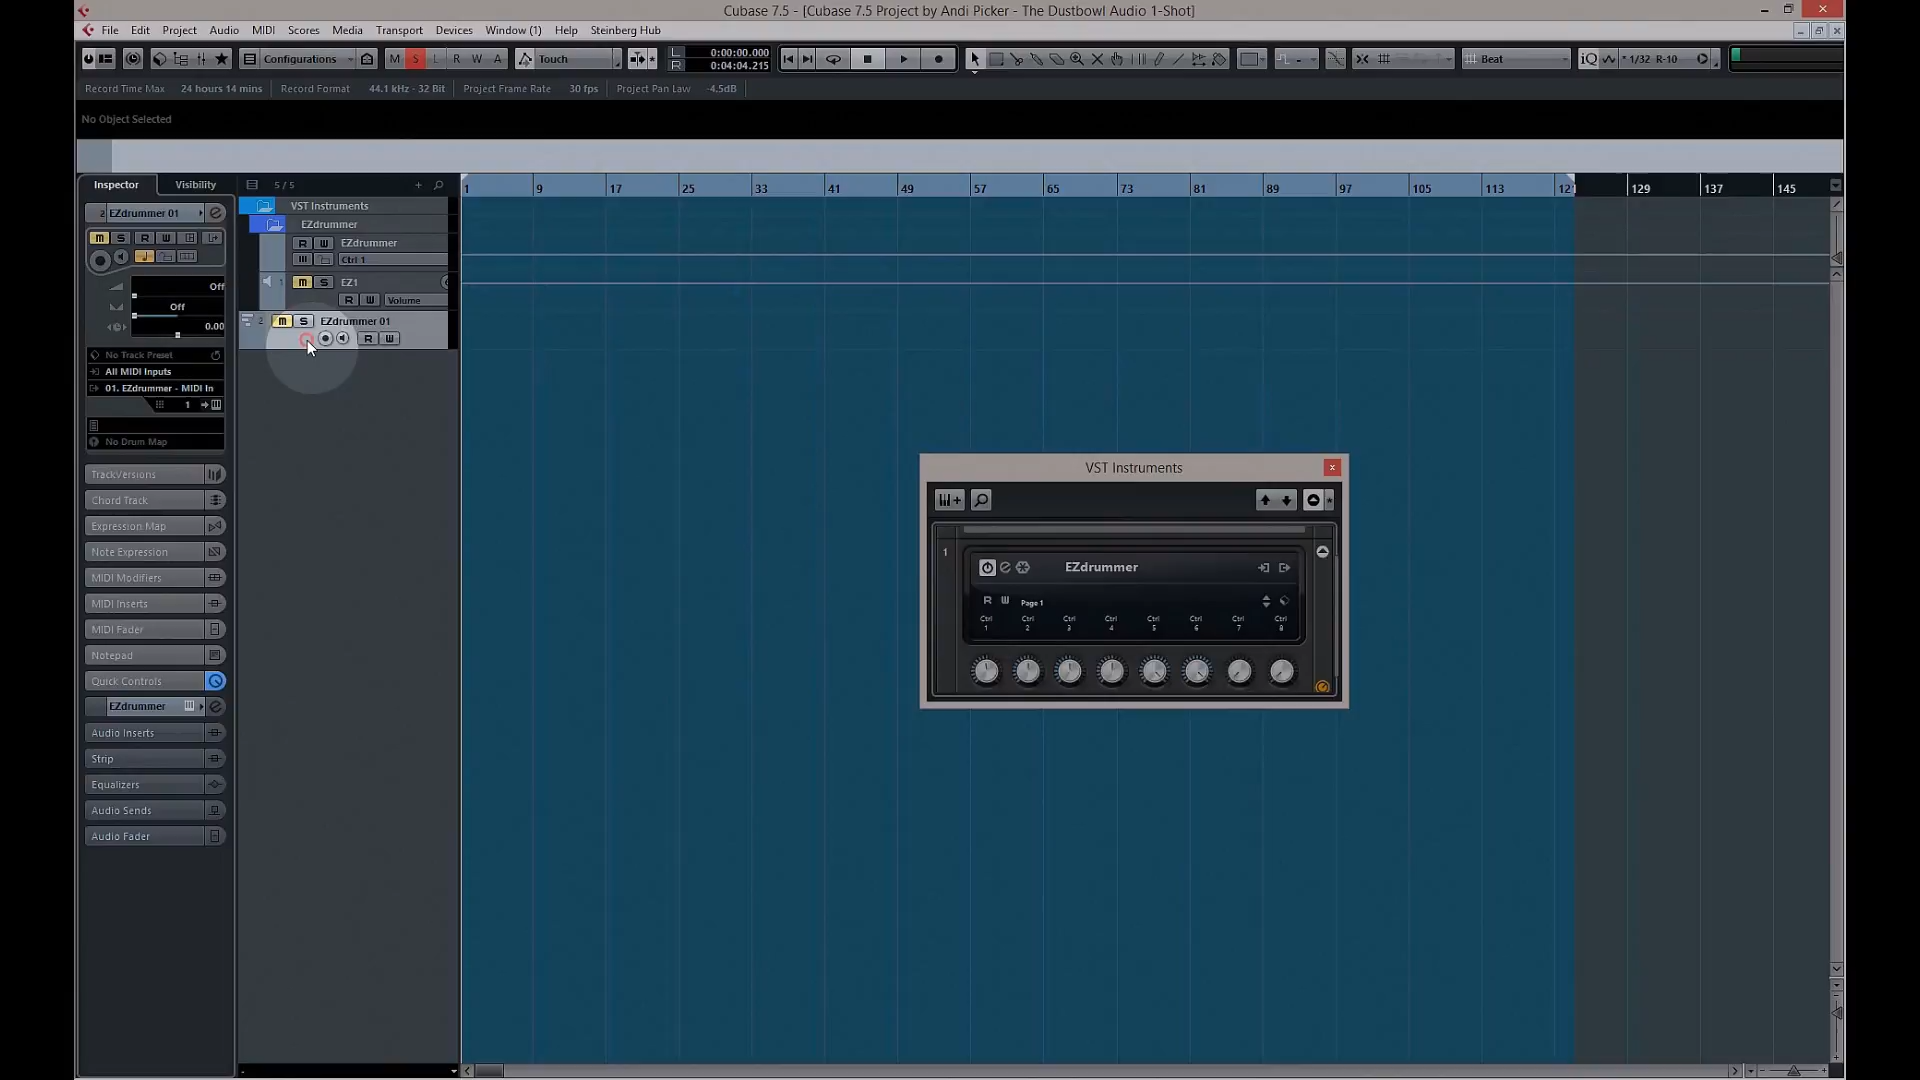 Cubase 7.5 - [Cubase 7.5 Project by Andi Picker - The Dustbowl Audio 1-Shot]
File Edit Project Audio MIDI Scores Media Transport Devices Window (1) Help Steinberg Hub
Configurations M S L R W A Touch L R 0:00:00.000 0:04:04.215 Beat iQ 1/32 R-10
Record Time Max 24 hours 14 mins Record Format 44.1 kHz - 32 Bit Project Frame Rate 30 fps Project Pan Law -4.5dB
No Object Selected
Inspector Visibility 5 / 5
1 9 17 25 33 41 49 57 65 73 81 89 97 105 113 121 129 137 145
VST Instruments
2 EZdrummer 01
EZdrummer
M S R W
R W EZdrummer
Ctrl 1
1 M S EZ1
R W Volume
2 M S EZdrummer 01
R W
Off
Off
0.00
No Track Preset
All MIDI Inputs
01. EZdrummer - MIDI In
1
No Drum Map
TrackVersions
Chord Track
Expression Map
Note Expression
MIDI Modifiers
MIDI Inserts
MIDI Fader
Notepad
Quick Controls
EZdrummer
Audio Inserts
Strip
Equalizers
Audio Sends
Audio Fader
VST Instruments
1 EZdrummer
R W Page 1
Ctrl Ctrl Ctrl Ctrl Ctrl Ctrl Ctrl Ctrl
1 2 3 4 5 6 7 8